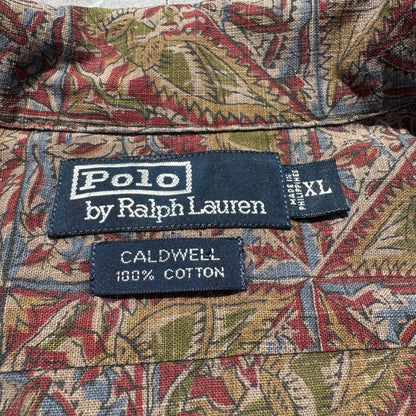 Polo
by Ralph Lauren
MADE IN
PHILIPPINES
XL
CALDWELL
100% COTTON